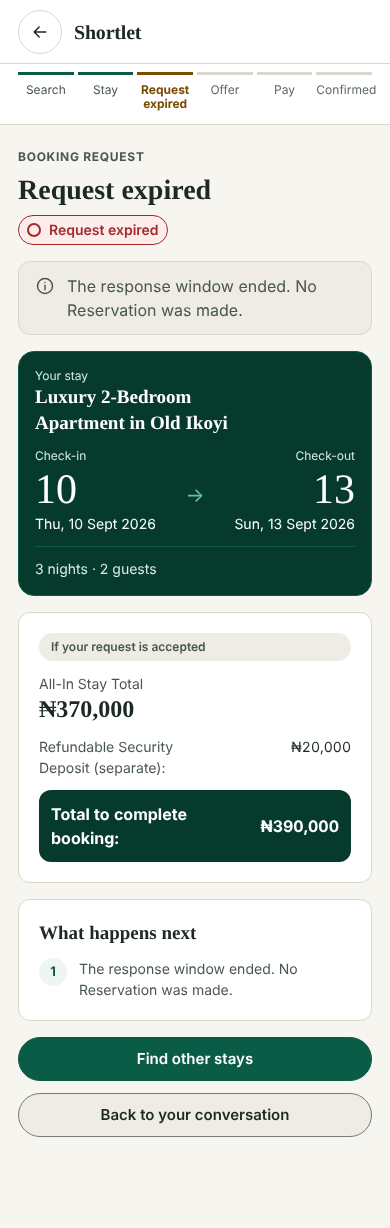 Shortlet
Search
Stay
Request
expired
Offer
Pay
Confirmed
BOOKING REQUEST
Request expired
Request expired
The response window ended. No
Reservation was made.
Your stay
Luxury 2-Bedroom
Apartment in Old Ikoyi
Check-in
Check-out
10
→
13
Thu, 10 Sept 2026
Sun, 13 Sept 2026
3 nights · 2 guests
If your request is accepted
All-In Stay Total
₦370,000
Refundable Security
Deposit (separate):
₦20,000
Total to complete
booking:
₦390,000
What happens next
1
The response window ended. No
Reservation was made.
Find other stays
Back to your conversation